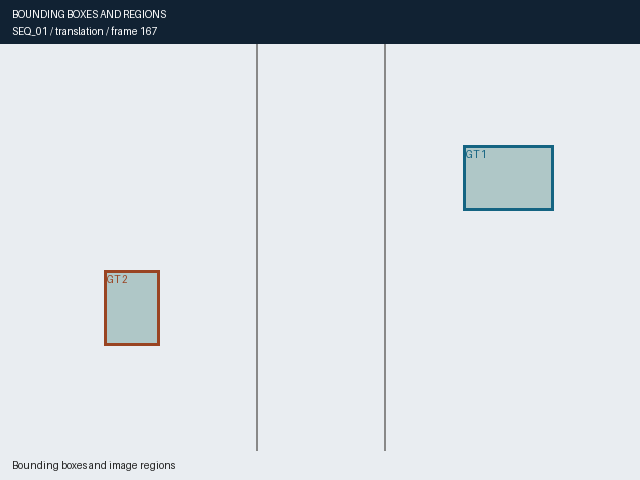 BOUNDING BOXES AND REGIONS
SEQ_01 / translation / frame 167
GT 1
GT 2
Bounding boxes and image regions